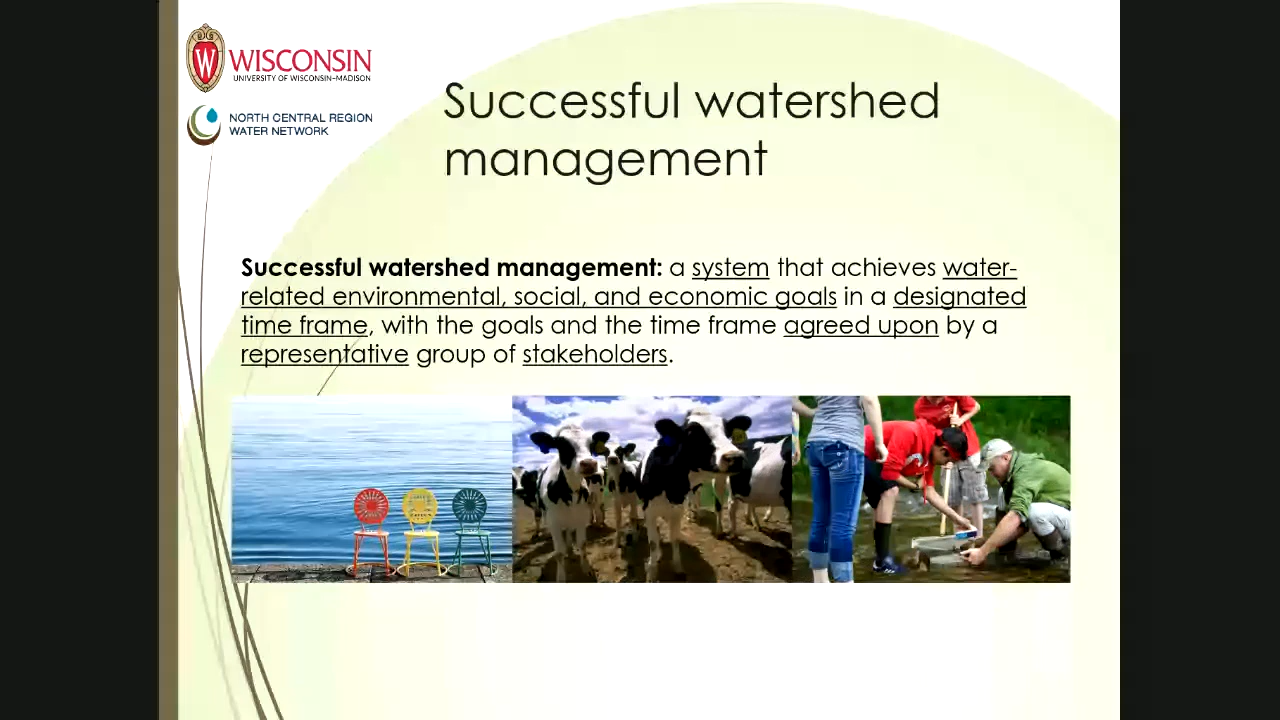 W
WISCONSIN
UNIVERSITY OF WISCONSIN–MADISON
NORTH CENTRAL REGION
WATER NETWORK
Successful watershed
management
Successful watershed management: a system that achieves water-
related environmental, social, and economic goals in a designated
time frame, with the goals and the time frame agreed upon by a
representative group of stakeholders.